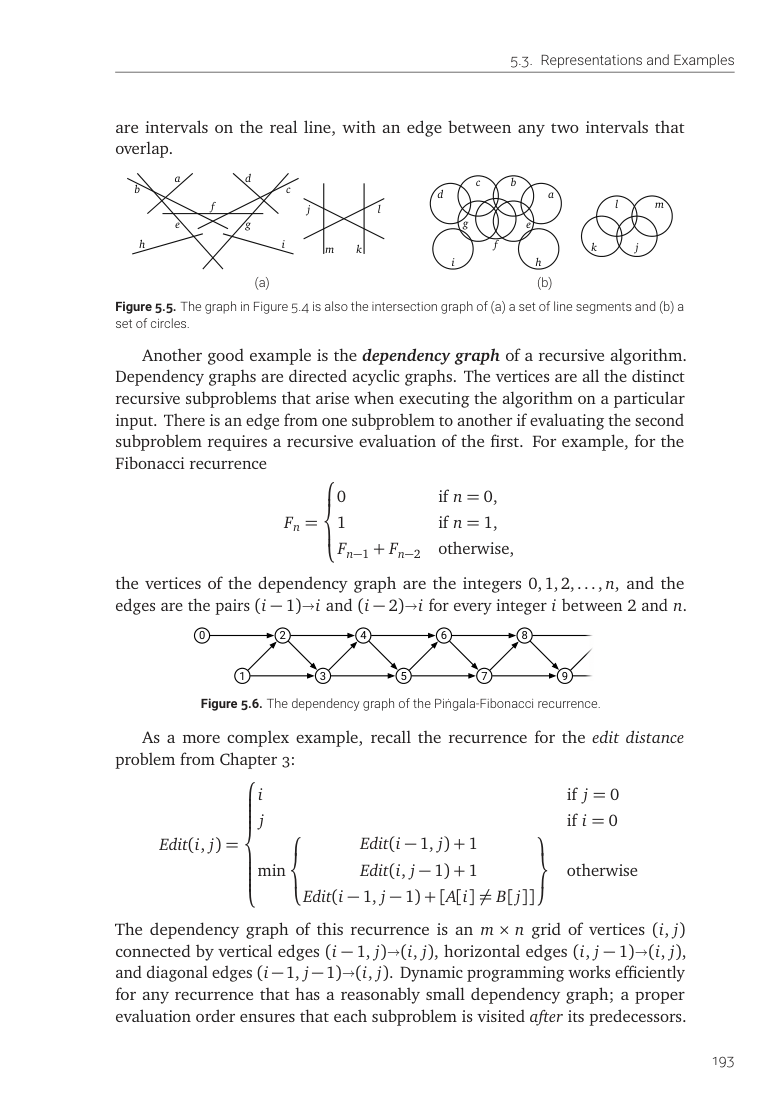 5.3. Representations and Examples
are intervals on the real line, with an edge between any two intervals that
overlap.
b a d c
f
e g
h i
j l
m k
c b
d a
g e
f
i h
l m
k j
(a) (b)
Figure 5.5. The graph in Figure 5.4 is also the intersection graph of (a) a set of line segments and (b) a
set of circles.
Another good example is the dependency graph of a recursive algorithm.
Dependency graphs are directed acyclic graphs. The vertices are all the distinct
recursive subproblems that arise when executing the algorithm on a particular
input. There is an edge from one subproblem to another if evaluating the second
subproblem requires a recursive evaluation of the first. For example, for the
Fibonacci recurrence
0 if n = 0,
F_n = { 1 if n = 1,
F_{n−1} + F_{n−2} otherwise,
the vertices of the dependency graph are the integers 0, 1, 2, . . . , n, and the
edges are the pairs (i − 1)→i and (i − 2)→i for every integer i between 2 and n.
0 2 4 6 8
1 3 5 7 9
Figure 5.6. The dependency graph of the Piṅgala-Fibonacci recurrence.
As a more complex example, recall the recurrence for the edit distance
problem from Chapter 3:
i if j = 0
j if i = 0
Edit(i, j) = { Edit(i − 1, j) + 1
min { Edit(i, j − 1) + 1 } otherwise
Edit(i − 1, j − 1) + [A[i] ≠ B[j]]
The dependency graph of this recurrence is an m × n grid of vertices (i, j)
connected by vertical edges (i − 1, j)→(i, j), horizontal edges (i, j − 1)→(i, j),
and diagonal edges (i − 1, j − 1)→(i, j). Dynamic programming works efficiently
for any recurrence that has a reasonably small dependency graph; a proper
evaluation order ensures that each subproblem is visited after its predecessors.
193